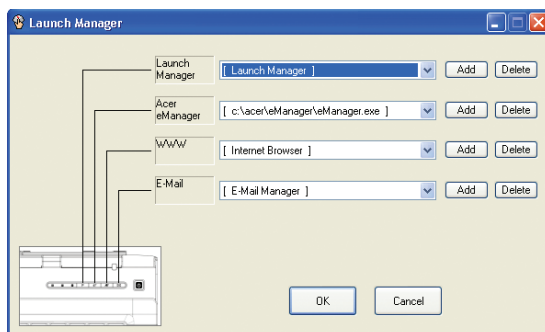 Launch Manager
Launch Manager
[ Launch Manager ]
Add
Delete
Acer eManager
[ c:\acer\eManager\eManager.exe ]
Add
Delete
WWW
[ Internet Browser ]
Add
Delete
E-Mail
[ E-Mail Manager ]
Add
Delete
OK
Cancel